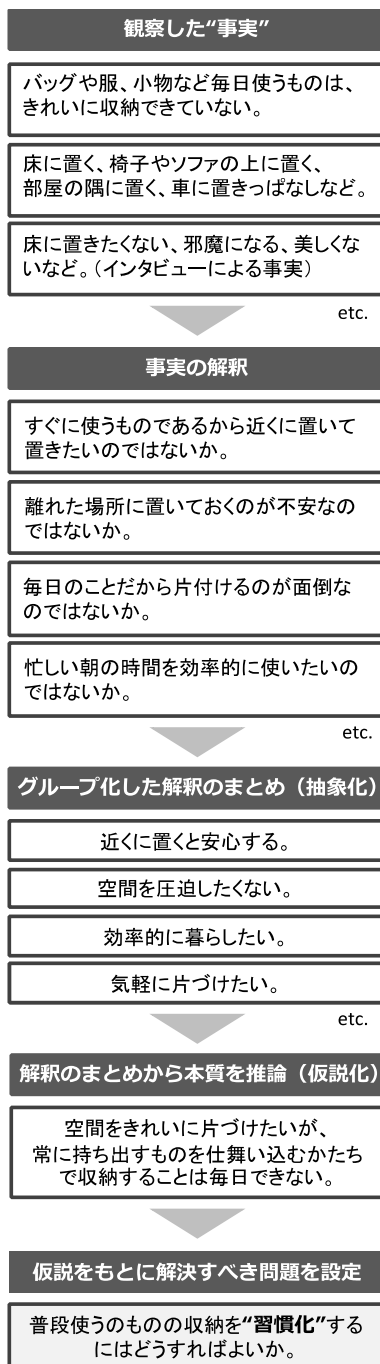 観察した“事実”
バッグや服、小物など毎日使うものは、
きれいに収納できていない。
床に置く、椅子やソファの上に置く、
部屋の隅に置く、車に置きっぱなしなど。
床に置きたくない、邪魔になる、美しくな
いなど。（インタビューによる事実）
etc.
事実の解釈
すぐに使うものであるから近くに置いて
置きたいのではないか。
離れた場所に置いておくのが不安なの
ではないか。
毎日のことだから片付けるのが面倒な
のではないか。
忙しい朝の時間を効率的に使いたいの
ではないか。
etc.
グループ化した解釈のまとめ（抽象化）
近くに置くと安心する。
空間を圧迫したくない。
効率的に暮らしたい。
気軽に片づけたい。
etc.
解釈のまとめから本質を推論（仮説化）
空間をきれいに片づけたいが、
常に持ち出すものを仕舞い込むかたち
で収納することは毎日できない。
仮説をもとに解決すべき問題を設定
普段使うのものの収納を“習慣化”する
にはどうすればよいか。